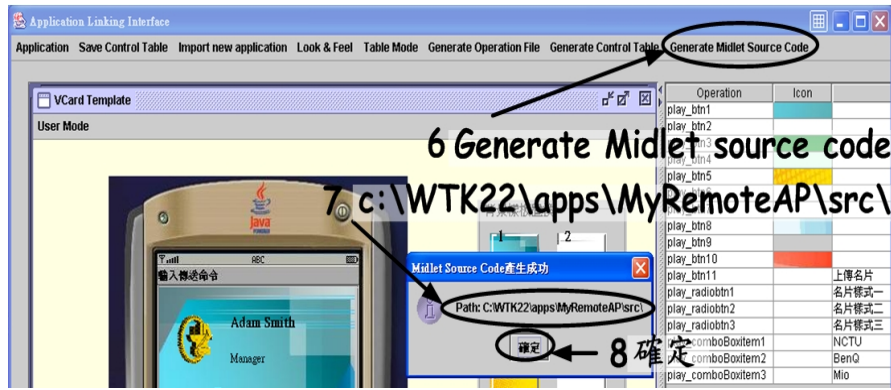 Application Linking Interface
Application Save Control Table Import new application Look & Feel Table Mode Generate Operation File Generate Control Table Generate Midlet Source Code
VCard Template
User Mode
Operation Icon
play_btn1
play_btn2
play_btn4
play_btn5
play_btn8
play_btn9
play_btn10
play_btn11 上傳名片
play_radiobtn1 名片樣式一
play_radiobtn2 名片樣式二
play_radiobtn3 名片樣式三
play_comboBoxitem1 NCTU
play_comboBoxitem2 BenQ
play_comboBoxitem3 Mio
6 Generate Midlet source code
7 c:\WTK22\apps\MyRemoteAP\src\
Java
POWERED
ABC
輸入傳送命令
Adam Smith
Manager
1 2
Midlet Source Code產生成功
Path: C:\WTK22\apps\MyRemoteAP\src\
確定
8 確定